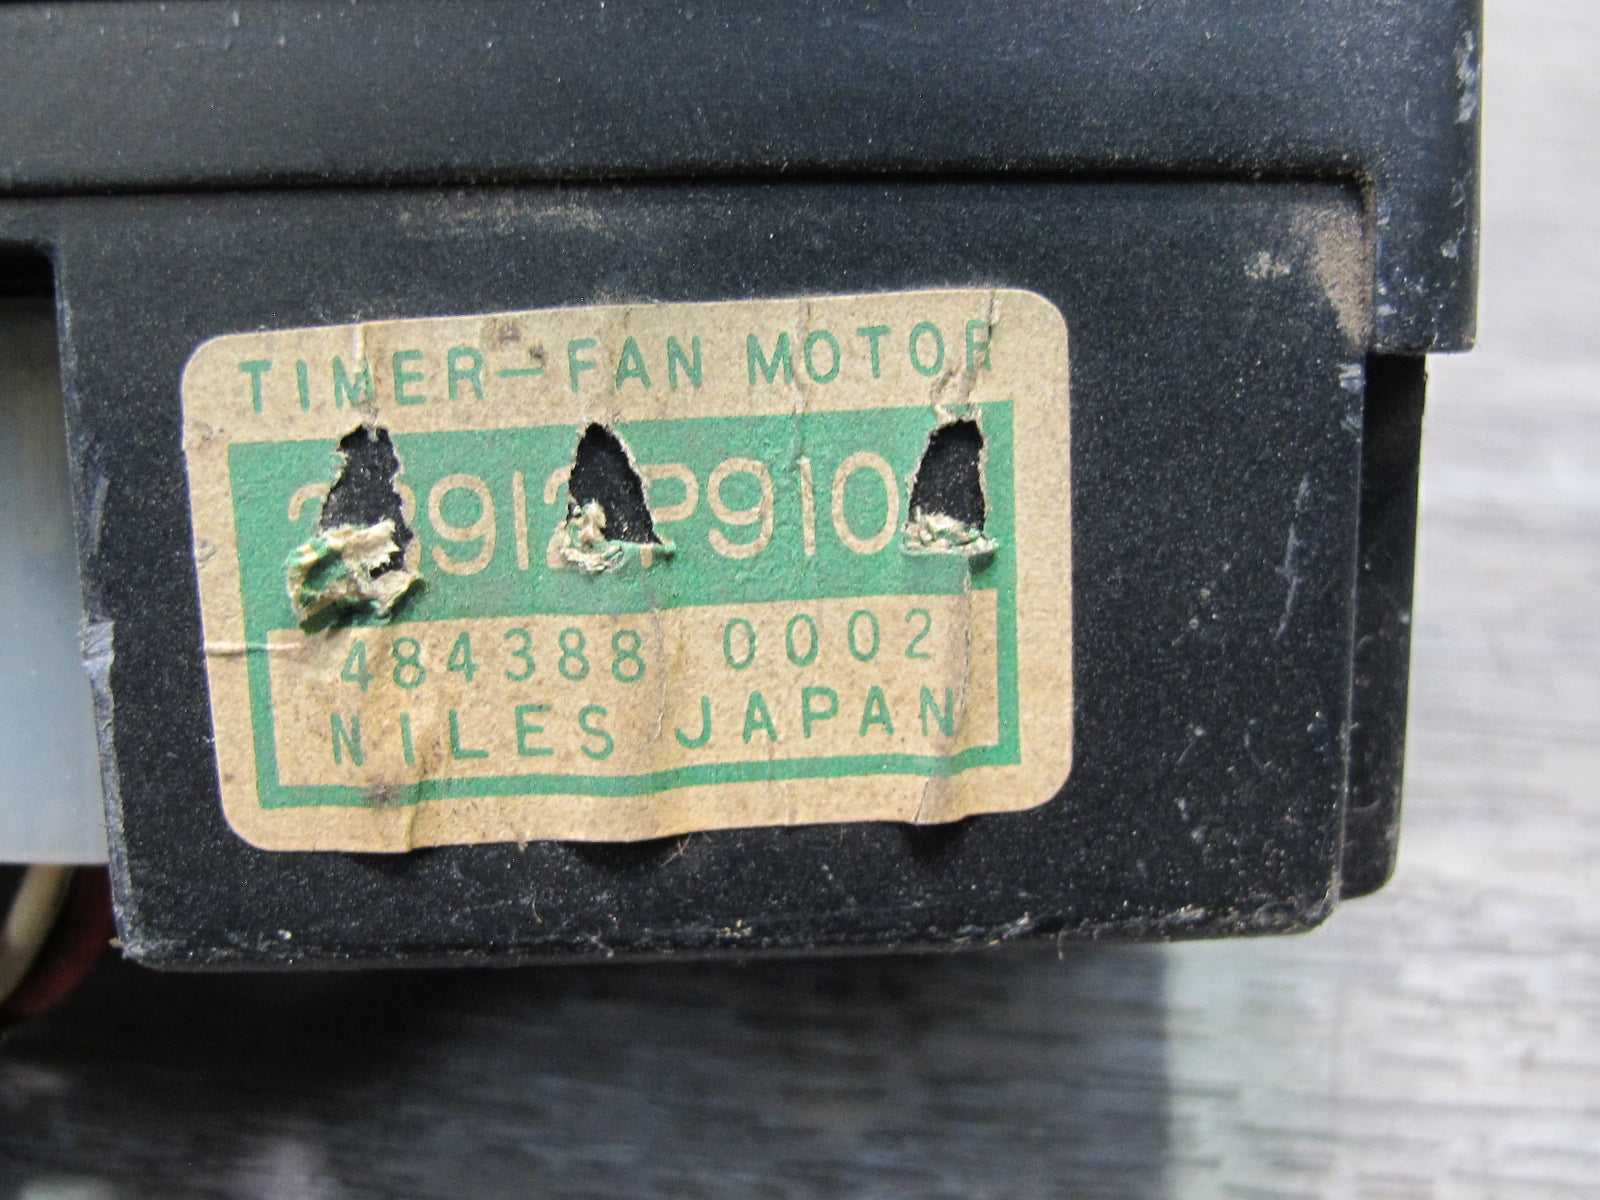 TIMER-FAN MOTOR
484388 0002
NILES JAPAN